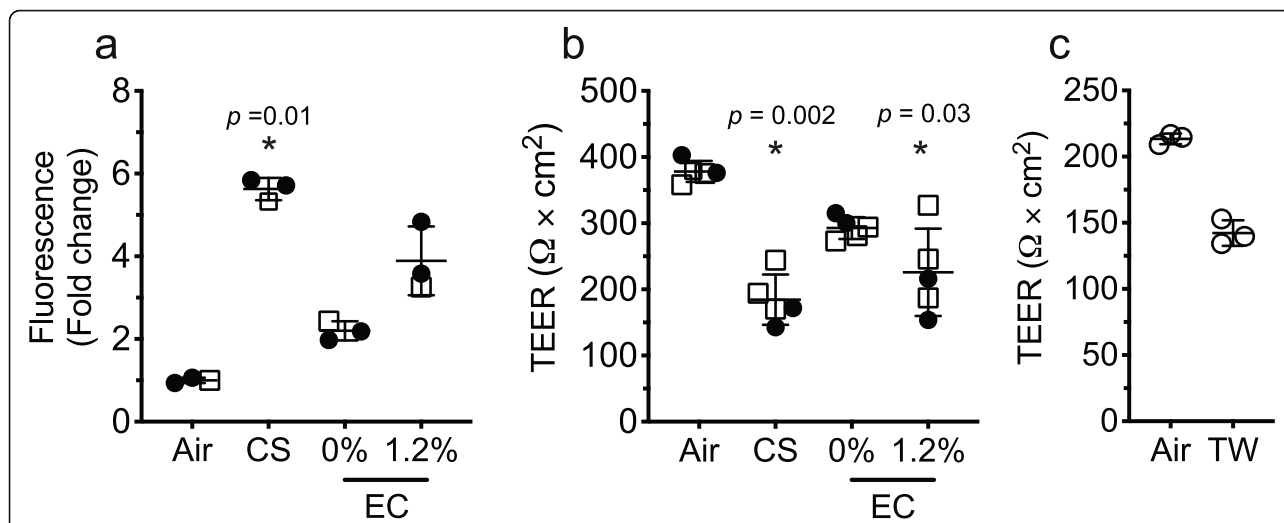 a
b
c
Fluorescence
(Fold change)
8
6
4
2
0
p =0.01
*
Air CS 0% 1.2%
EC
TEER (Ω × cm²)
500
400
300
200
100
0
p = 0.002
*
p = 0.03
*
Air CS 0% 1.2%
EC
TEER (Ω × cm²)
250
200
150
100
50
0
Air TW